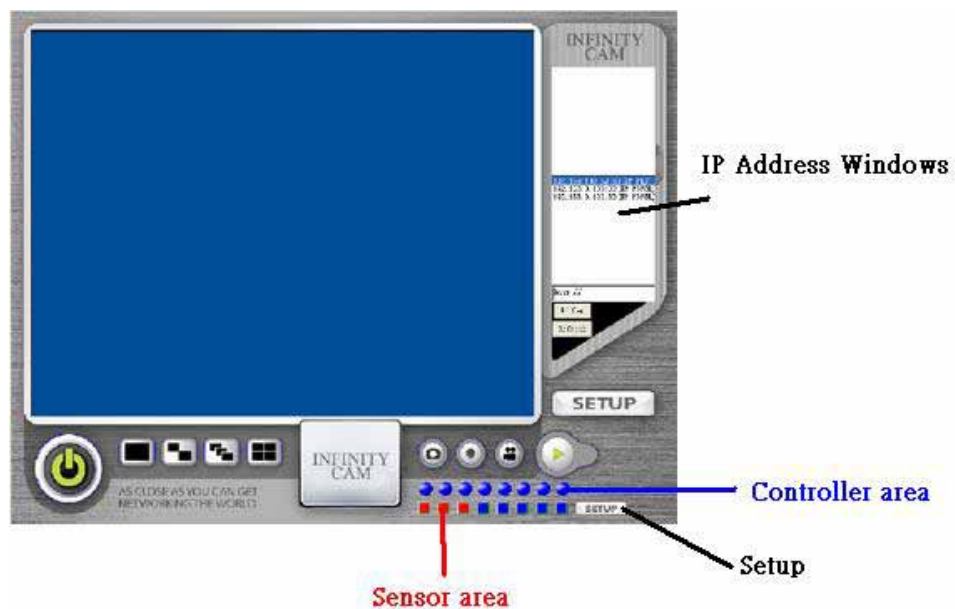 INFINITY
CAM
IP Address Windows
SETUP
INFINITY
CAM
AS CLOSE AS YOU CAN GET
NETWORKING THE WORLD
Controller area
SETUP
Setup
Sensor area